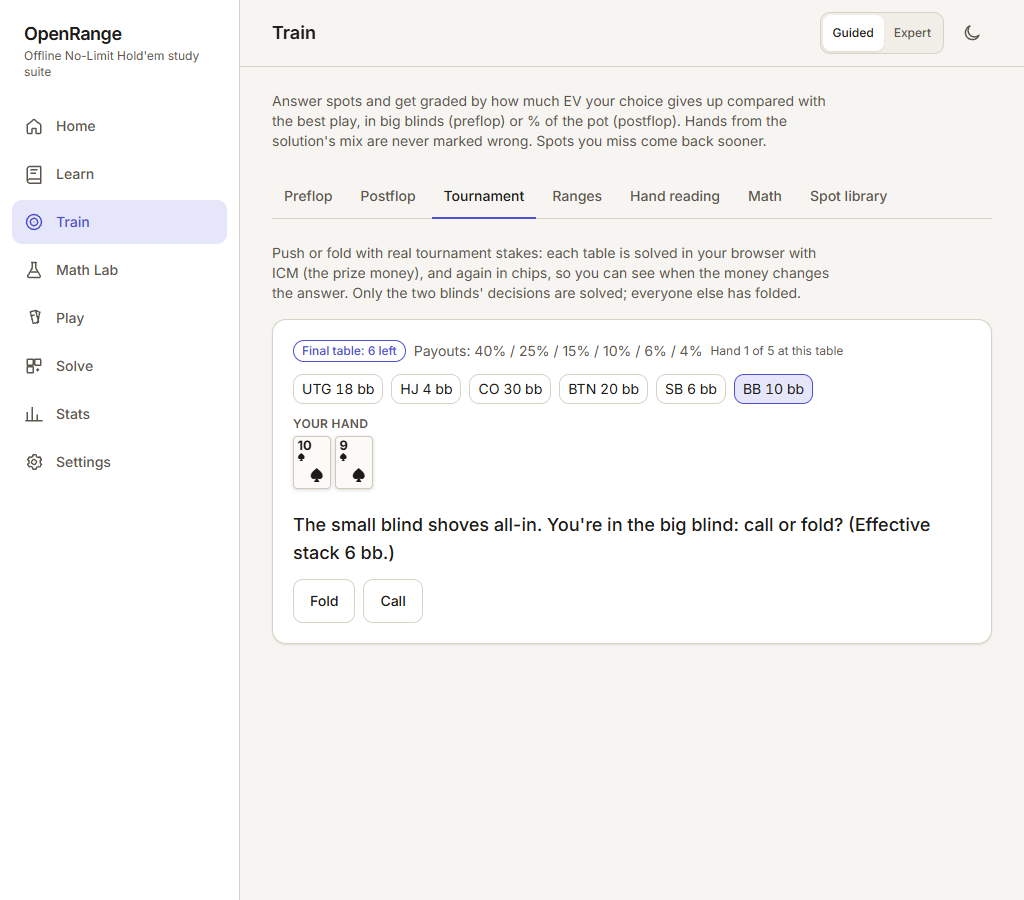 OpenRange
Offline No-Limit Hold'em study
suite
Home
Learn
Train
Math Lab
Play
Solve
Stats
Settings
Train
Guided
Expert
Answer spots and get graded by how much EV your choice gives up compared with
the best play, in big blinds (preflop) or % of the pot (postflop). Hands from the
solution's mix are never marked wrong. Spots you miss come back sooner.
Preflop
Postflop
Tournament
Ranges
Hand reading
Math
Spot library
Push or fold with real tournament stakes: each table is solved in your browser with
ICM (the prize money), and again in chips, so you can see when the money changes
the answer. Only the two blinds' decisions are solved; everyone else has folded.
Final table: 6 left Payouts: 40% / 25% / 15% / 10% / 6% / 4% Hand 1 of 5 at this table
UTG 18 bb
HJ 4 bb
CO 30 bb
BTN 20 bb
SB 6 bb
BB 10 bb
YOUR HAND
10
9
The small blind shoves all-in. You're in the big blind: call or fold? (Effective
stack 6 bb.)
Fold
Call